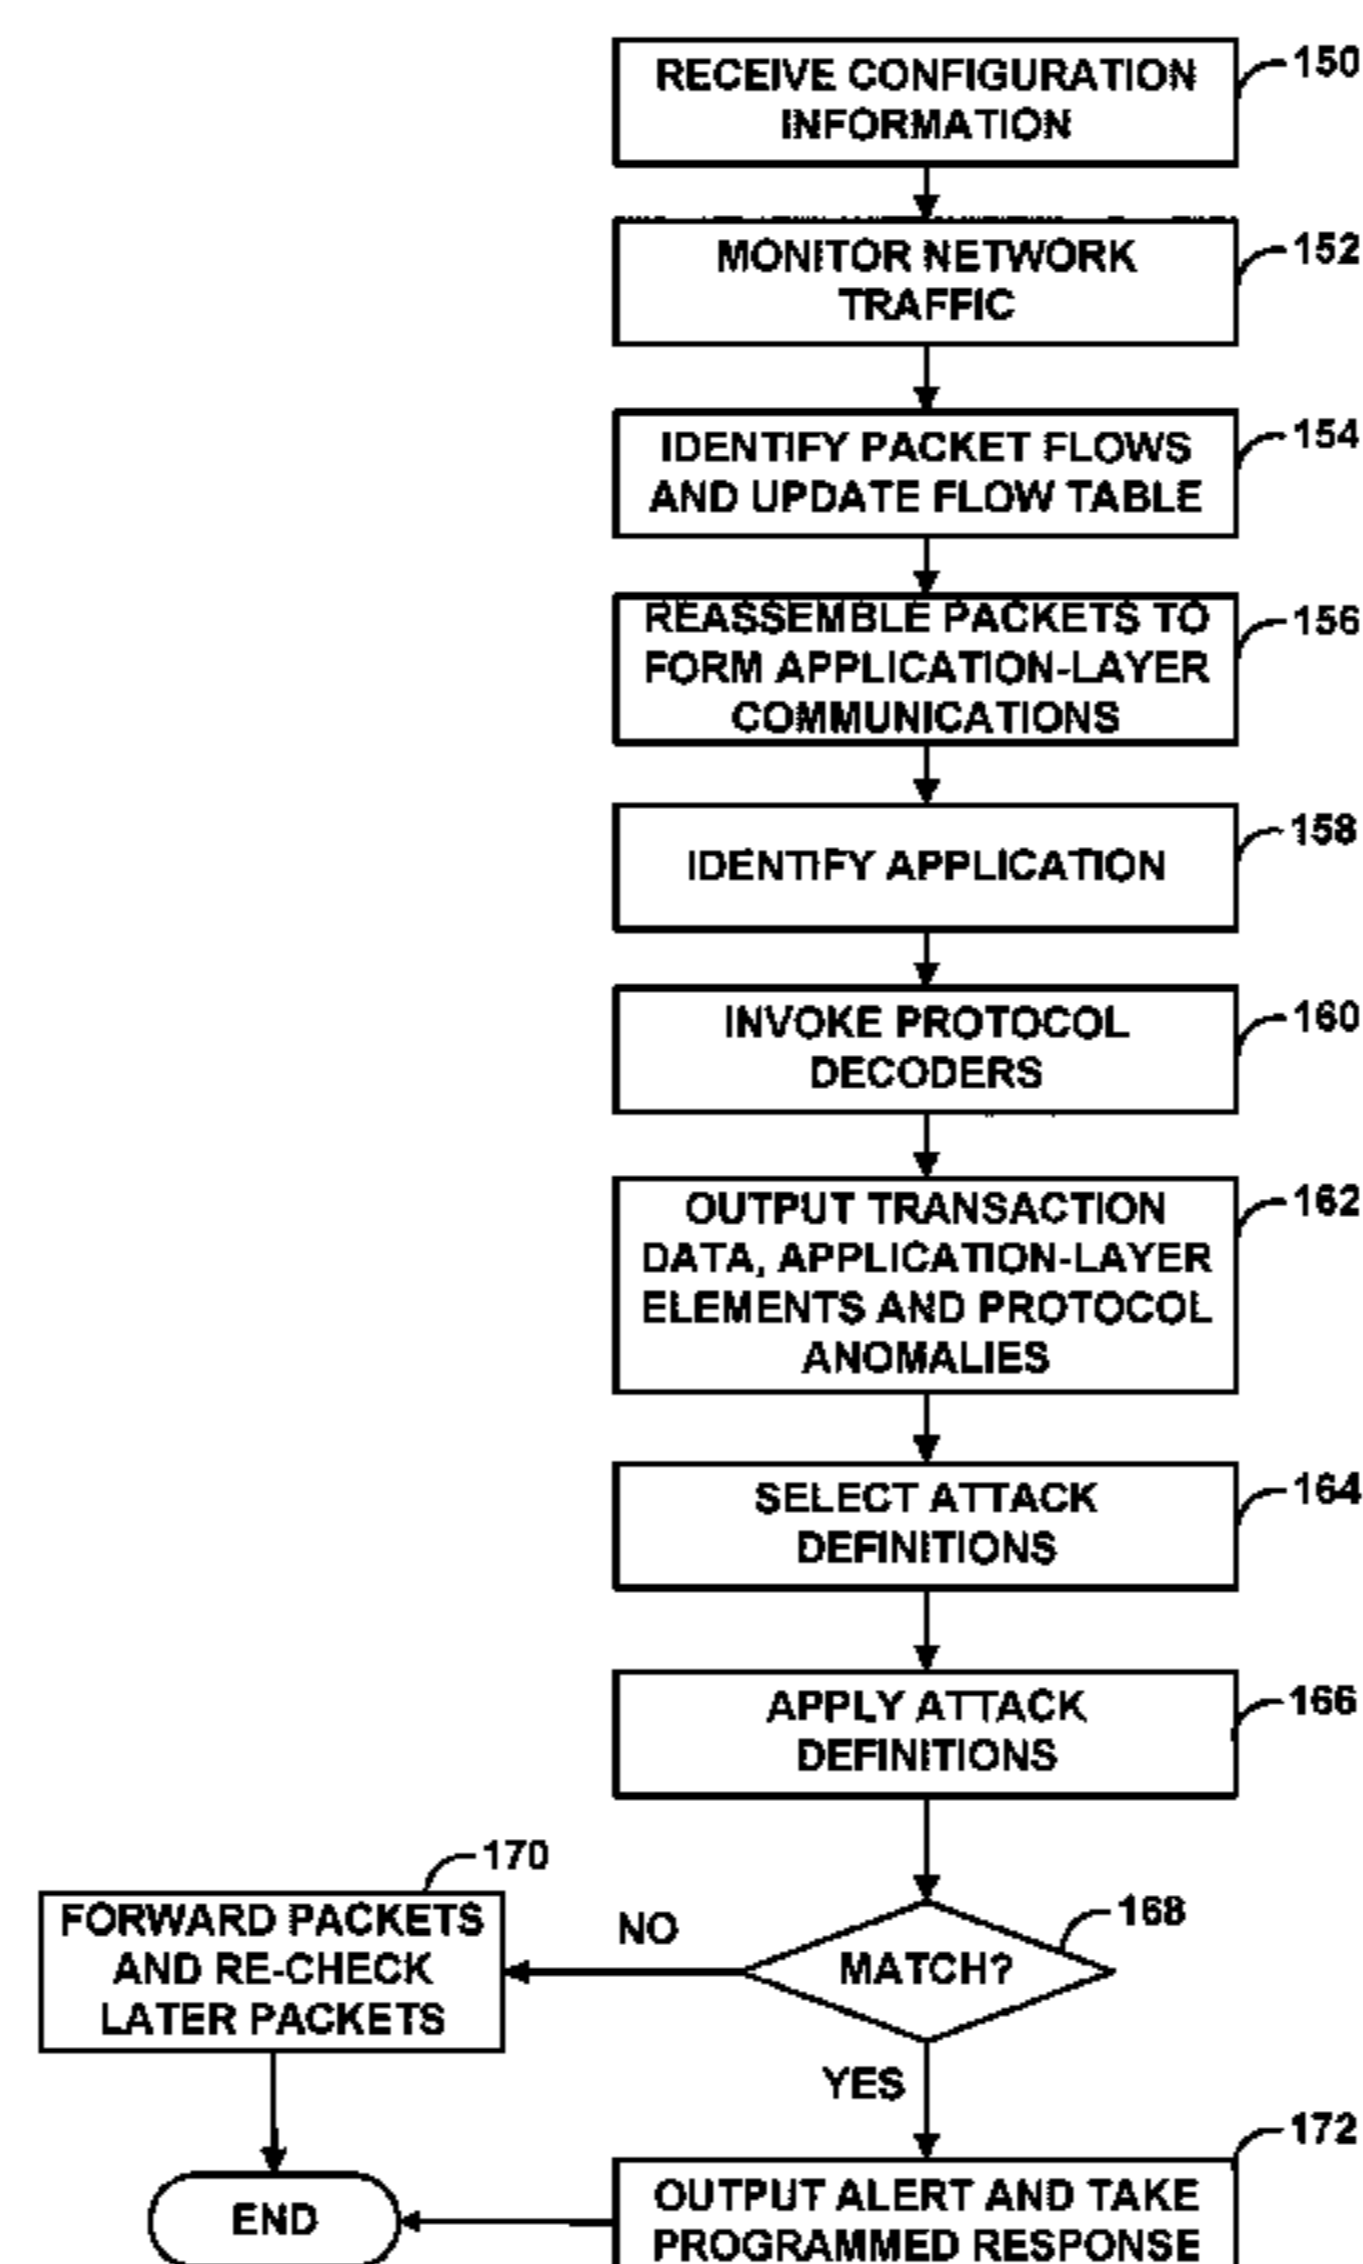 RECEIVE CONFIGURATION
INFORMATION
150
MONITOR NETWORK
TRAFFIC
152
IDENTIFY PACKET FLOWS
AND UPDATE FLOW TABLE
154
REASSEMBLE PACKETS TO
FORM APPLICATION-LAYER
COMMUNICATIONS
156
IDENTIFY APPLICATION
158
INVOKE PROTOCOL
DECODERS
160
OUTPUT TRANSACTION
DATA, APPLICATION-LAYER
ELEMENTS AND PROTOCOL
ANOMALIES
162
SELECT ATTACK
DEFINITIONS
164
APPLY ATTACK
DEFINITIONS
166
MATCH?
168
NO
FORWARD PACKETS
AND RE-CHECK
LATER PACKETS
170
YES
OUTPUT ALERT AND TAKE
PROGRAMMED RESPONSE
172
END